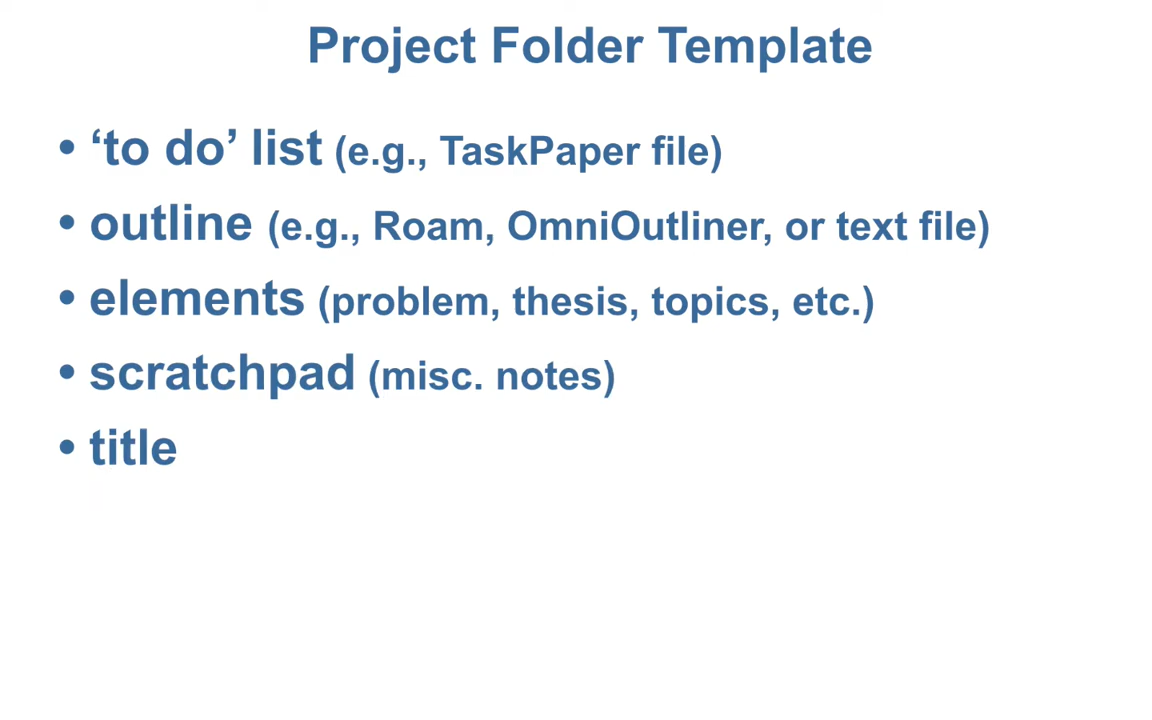 Project Folder Template
• ‘to do’ list (e.g., TaskPaper file)
• outline (e.g., Roam, OmniOutliner, or text file)
• elements (problem, thesis, topics, etc.)
• scratchpad (misc. notes)
• title